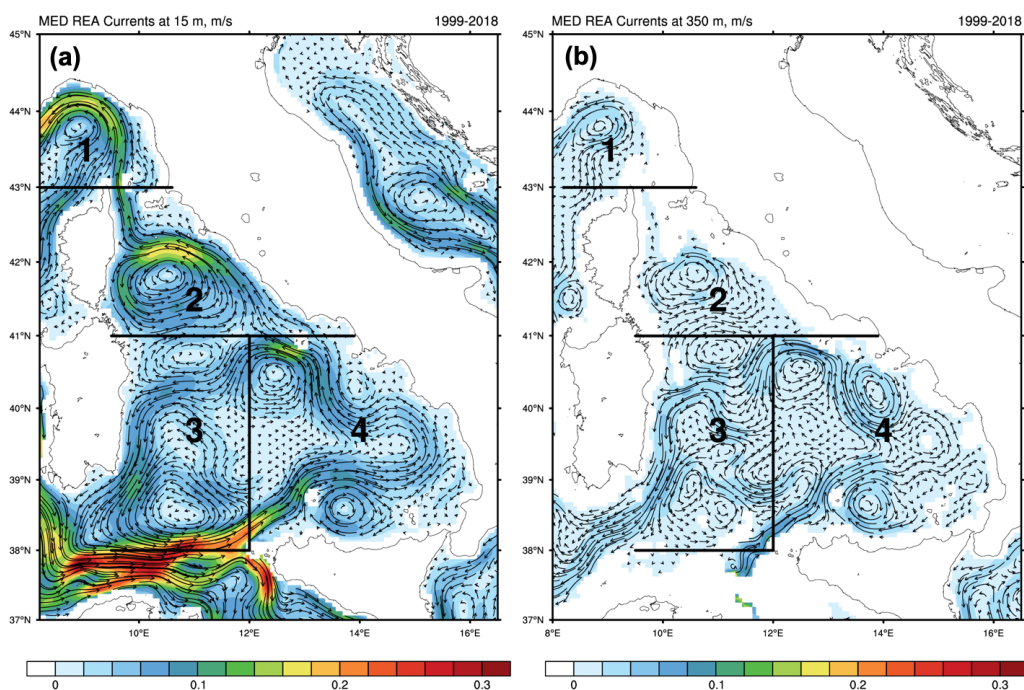 MED REA Currents at 15 m, m/s 1999-2018
MED REA Currents at 350 m, m/s 1999-2018
(a)
(b)
45°N
44°N
43°N
42°N
41°N
40°N
39°N
38°N
37°N
10°E
12°E
14°E
16°E
1
2
3
4
0
0.1
0.2
0.3
45°N
44°N
43°N
42°N
41°N
40°N
39°N
38°N
37°N
8°E
10°E
12°E
14°E
16°E
1
2
3
4
0
0.1
0.2
0.3